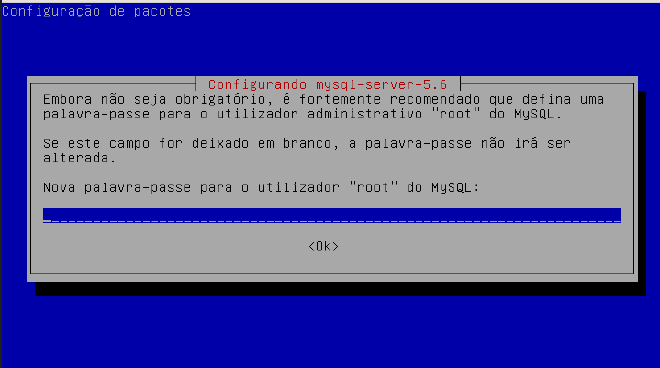 Configuração de pacotes
Configurando mysql-server-5.6
Embora não seja obrigatório, é fortemente recomendado que defina uma
palavra-passe para o utilizador administrativo "root" do MySQL.
Se este campo for deixado em branco, a palavra-passe não irá ser
alterada.
Nova palavra-passe para o utilizador "root" do MySQL:
<Ok>